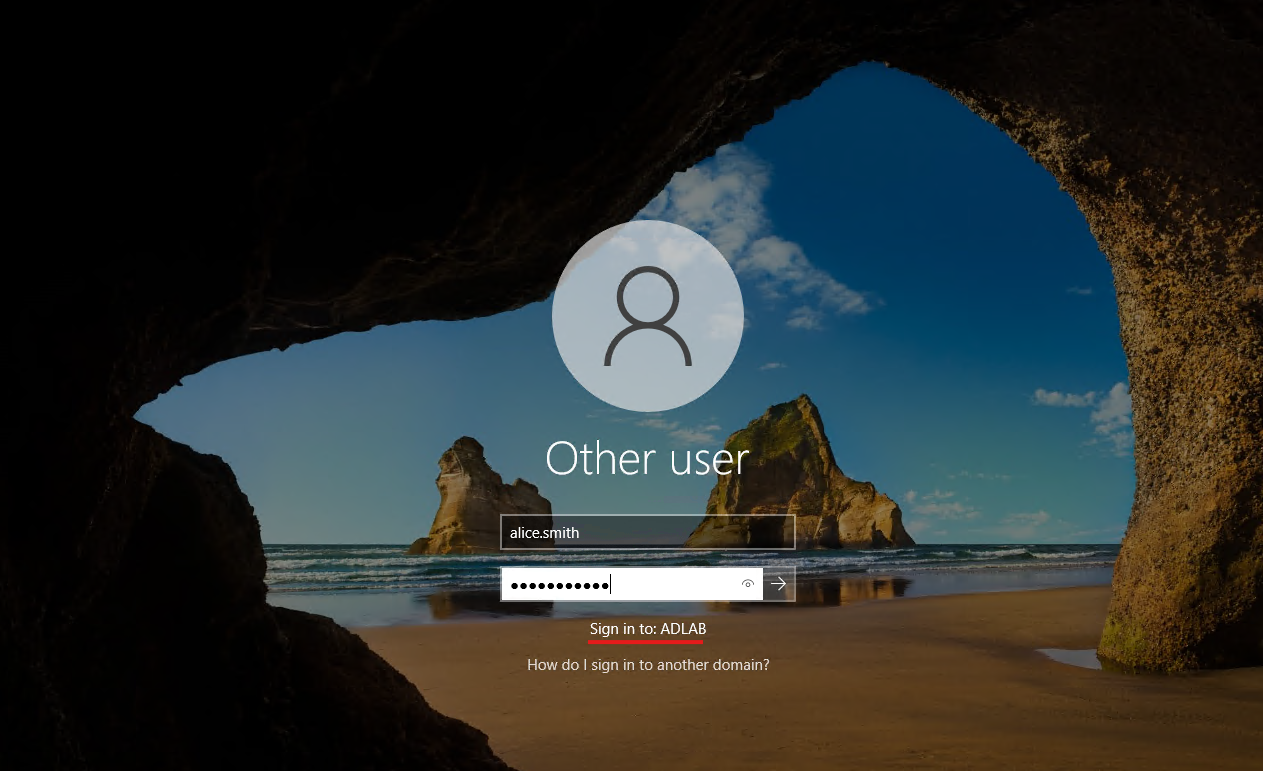 Other user
alice.smith
●●●●●●●●●●●
Sign in to: ADLAB
How do I sign in to another domain?